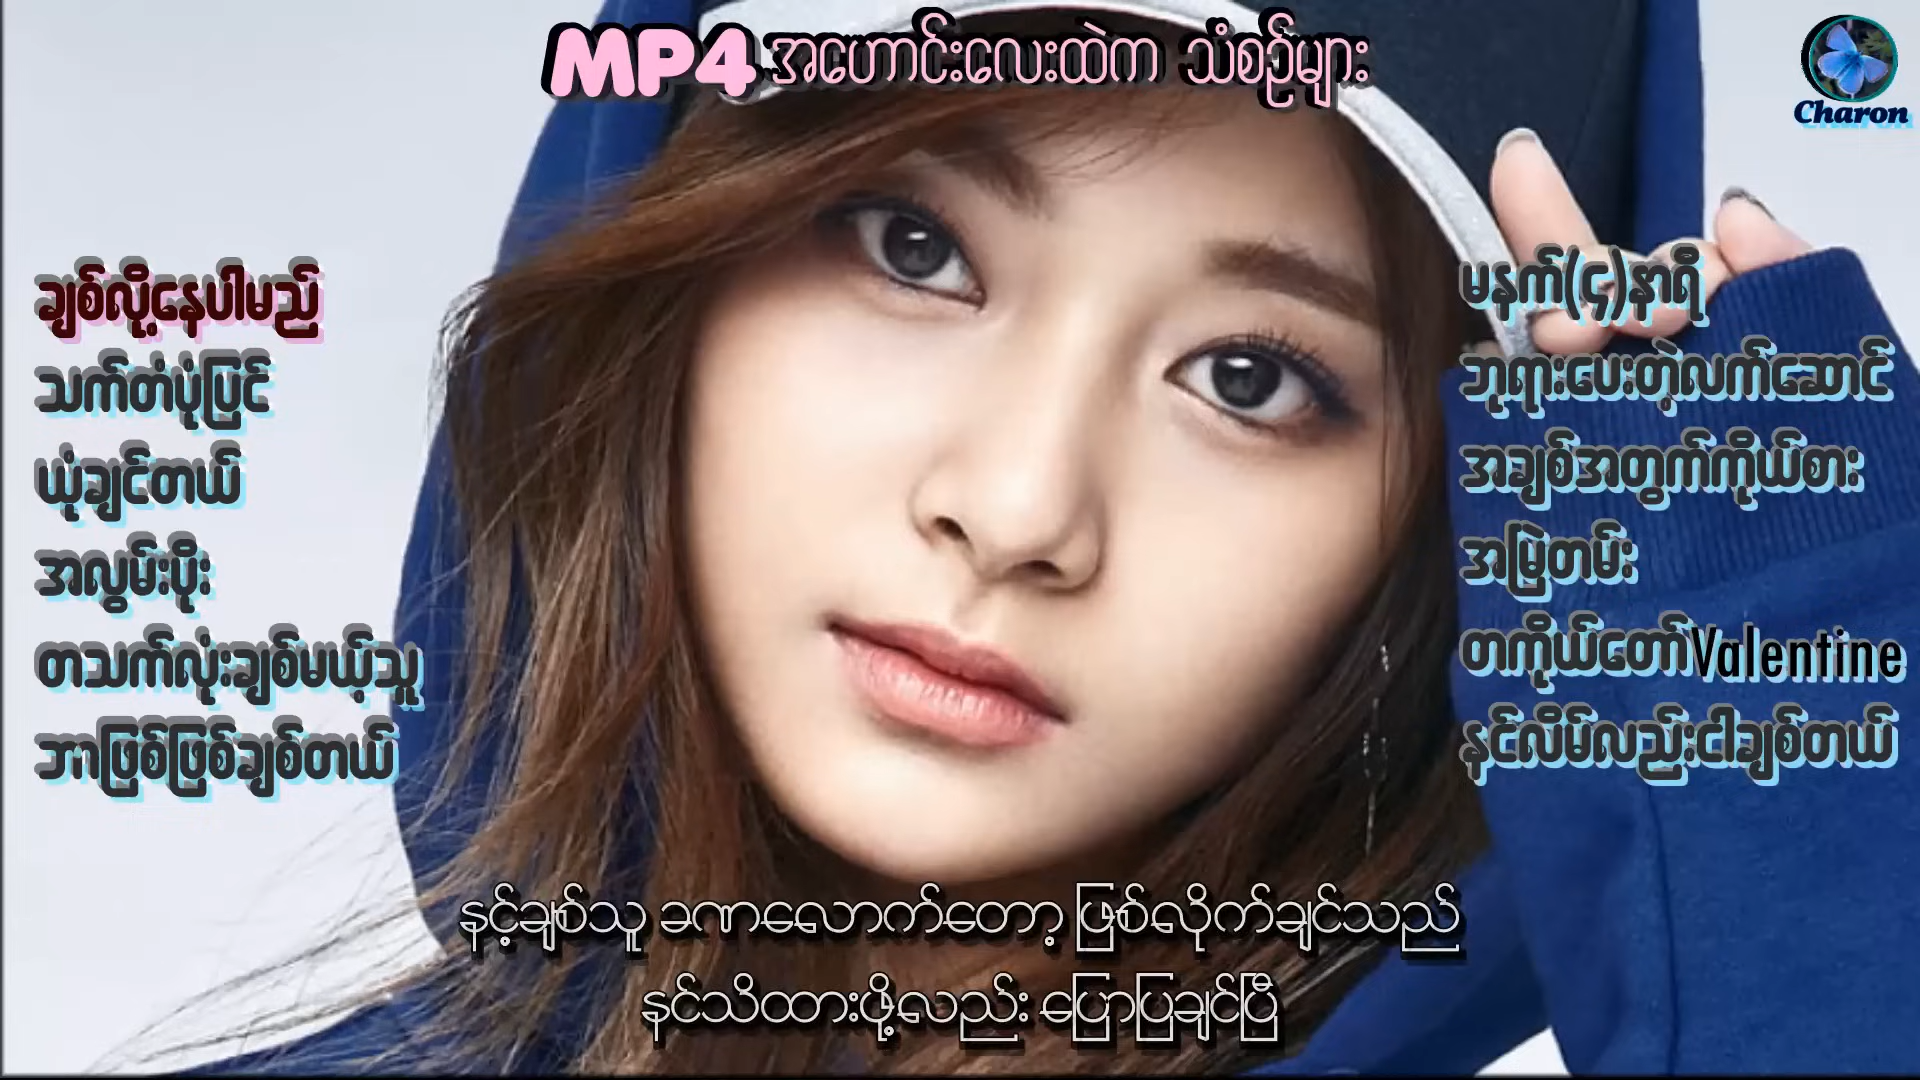 MP4 အဟောင်းလေးထဲက သံစဉ်များ
Charon
ချစ်လို့နေပါမည်
သက်တံပုံပြင်
ယုံချင်တယ်
အလွမ်းပိုး
တသက်လုံးချစ်မယ့်သူ
ဘာဖြစ်ဖြစ်ချစ်တယ်
မနက်(၄)နာရီ
ဘုရားပေးတဲ့လက်ဆောင်
အချစ်အတွက်ကိုယ်စား
အမြဲတမ်း
တကိုယ်တော်Valentine
နင်လိမ်လည်းငါချစ်တယ်
နင့်ချစ်သူ ခဏလောက်တော့ ဖြစ်လိုက်ချင်သည်
နင်သိထားဖို့လည်း ပြောပြချင်ပြီ